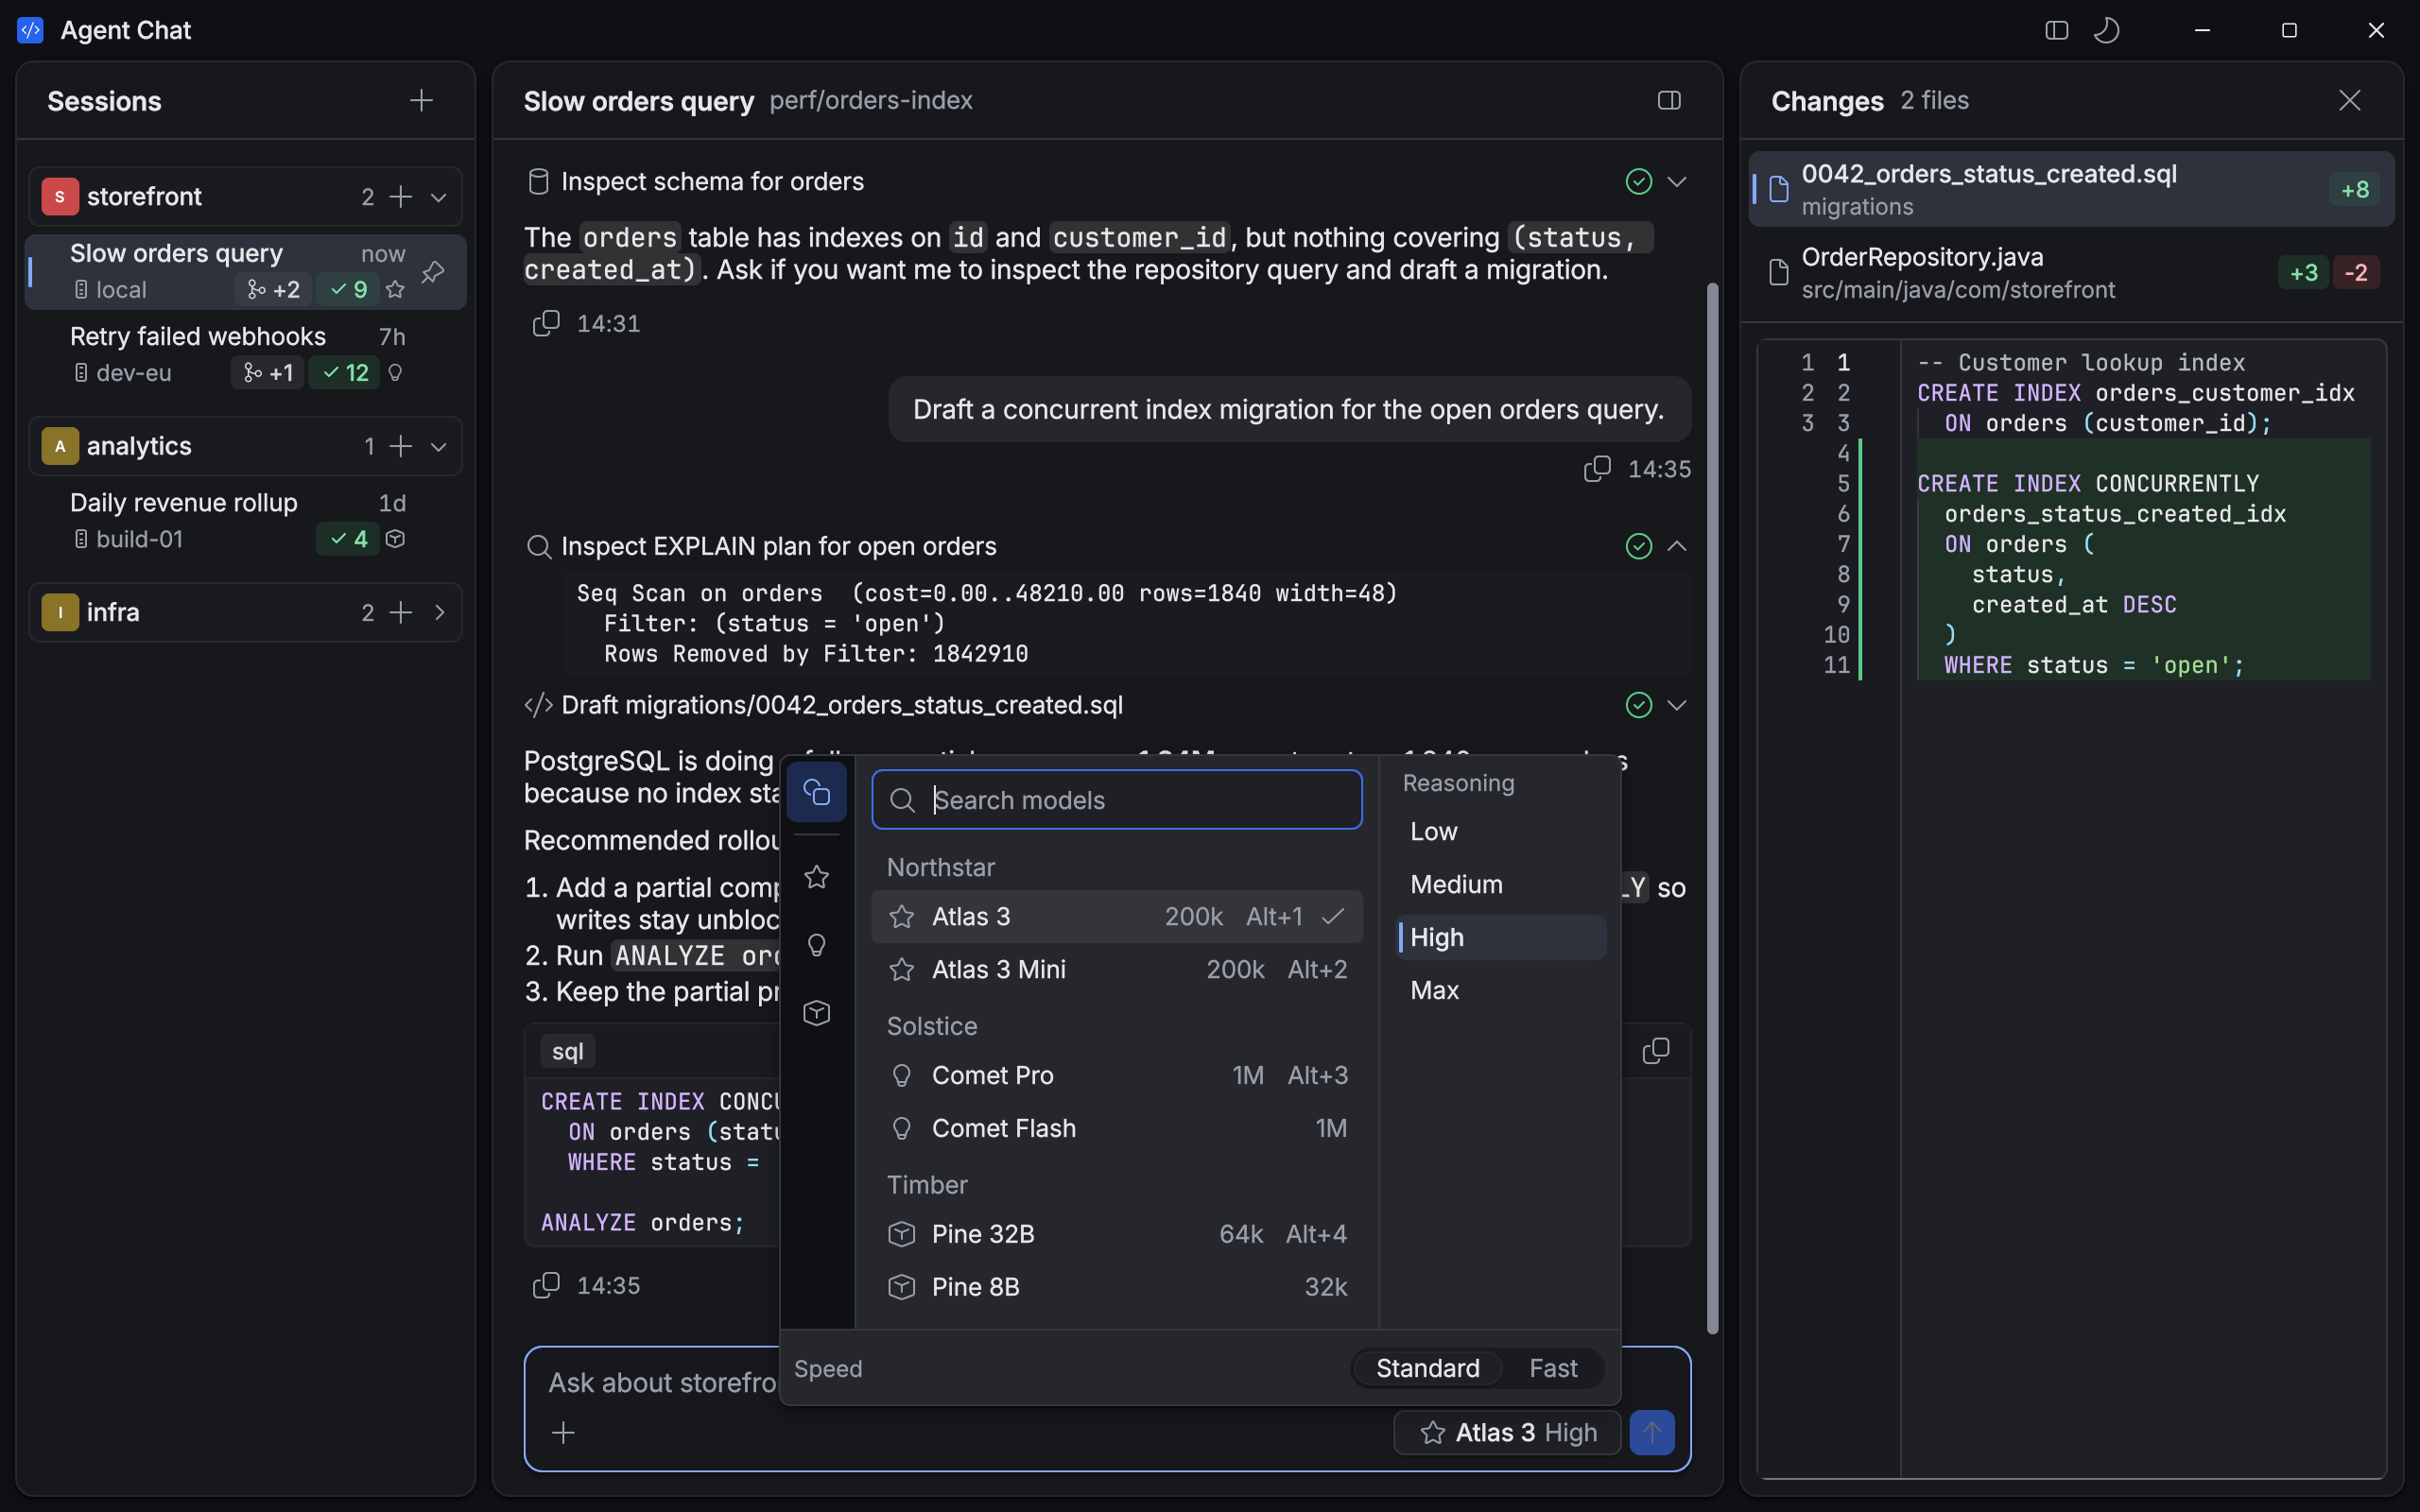 Agent Chat
Sessions
S storefront 2
Slow orders query now
local +2 9
Retry failed webhooks 7h
dev-eu +1 12
A analytics 1
Daily revenue rollup 1d
build-01 4
I infra 2
Slow orders query perf/orders-index
Inspect schema for orders
The orders table has indexes on id and customer_id, but nothing covering (status,
created_at). Ask if you want me to inspect the repository query and draft a migration.
14:31
Draft a concurrent index migration for the open orders query.
14:35
Inspect EXPLAIN plan for open orders
Seq Scan on orders  (cost=0.00..48210.00 rows=1840 width=48)
Filter: (status = 'open')
Rows Removed by Filter: 1842910
Draft migrations/0042_orders_status_created.sql
PostgreSQL is doing
because no index
Recommended
1. Add a partial
writes stay
so
2. Run ANALYZE
3. Keep the partial
sql
CREATE INDEX
ON orders
WHERE status =
ANALYZE orders;
14:35
Search models
Northstar
Atlas 3 200k Alt+1
Atlas 3 Mini 200k Alt+2
Solstice
Comet Pro 1M Alt+3
Comet Flash 1M
Timber
Pine 32B 64k Alt+4
Pine 8B 32k
Reasoning
Low
Medium
High
Max
Speed
Standard Fast
Ask about
Atlas 3 High
Changes 2 files
0042_orders_status_created.sql
migrations
+8
OrderRepository.java
src/main/java/com/storefront
+3 -2
1 1 -- Customer lookup index
2 2 CREATE INDEX orders_customer_idx
3 3 ON orders (customer_id);
4
5 CREATE INDEX CONCURRENTLY
6 orders_status_created_idx
7 ON orders (
8 status,
9 created_at DESC
10 )
11 WHERE status = 'open';